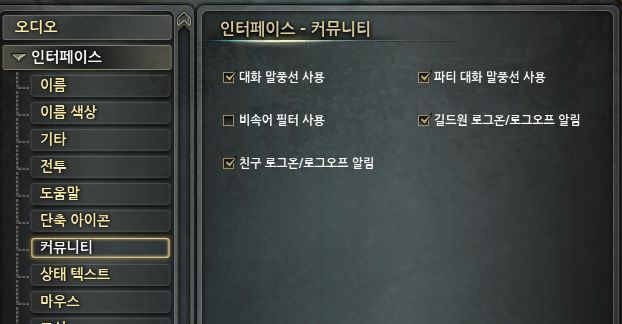 오디오
인터페이스
이름
이름 색상
기타
전투
도움말
단축 아이콘
커뮤니티
상태 텍스트
마우스
인터페이스 - 커뮤니티
대화 말풍선 사용
파티 대화 말풍선 사용
비속어 필터 사용
길드원 로그온/로그오프 알림
친구 로그온/로그오프 알림